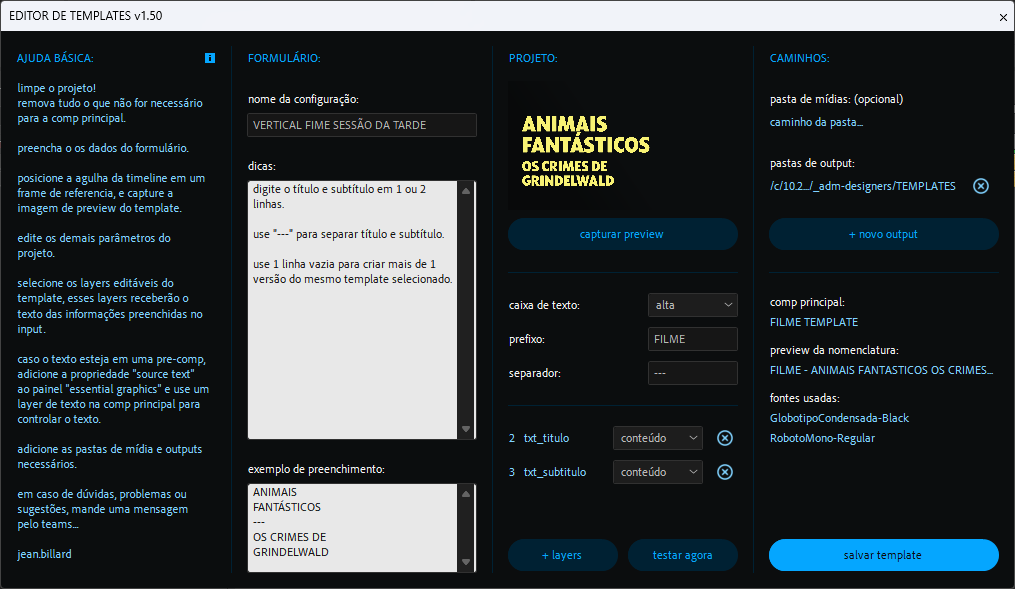 EDITOR DE TEMPLATES v1.50
AJUDA BÁSICA:
limpe o projeto!
remova tudo o que não for necessário
para a comp principal.
preencha o os dados do formulário.
posicione a agulha da timeline em um
frame de referencia, e capture a
imagem de preview do template.
edite os demais parâmetros do
projeto.
selecione os layers editáveis do
template, esses layers receberão o
texto das informações preenchidas no
input.
caso o texto esteja em uma pre-comp,
adicione a propriedade "source text"
ao painel "essential graphics" e use um
layer de texto na comp principal para
controlar o texto.
adicione as pastas de mídia e outputs
necessários.
em caso de dúvidas, problemas ou
sugestões, mande uma mensagem
pelo teams...
jean.billard
FORMULÁRIO:
nome da configuração:
VERTICAL FIME SESSÃO DA TARDE
dicas:
digite o título e subtítulo em 1 ou 2
linhas.
use "---" para separar título e subtítulo.
use 1 linha vazia para criar mais de 1
versão do mesmo template selecionado.
exemplo de preenchimento:
ANIMAIS
FANTÁSTICOS
---
OS CRIMES DE
GRINDELWALD
PROJETO:
ANIMAIS
FANTÁSTICOS
OS CRIMES DE
GRINDELWALD
capturar preview
caixa de texto: alta
prefixo: FILME
separador: ---
2 txt_titulo conteúdo
3 txt_subtitulo conteúdo
+ layers testar agora
CAMINHOS:
pasta de mídias: (opcional)
caminho da pasta...
pastas de output:
/c/10.2../_adm-designers/TEMPLATES
+ novo output
comp principal:
FILME TEMPLATE
preview da nomenclatura:
FILME - ANIMAIS FANTASTICOS OS CRIMES...
fontes usadas:
GlobotipoCondensada-Black
RobotoMono-Regular
salvar template